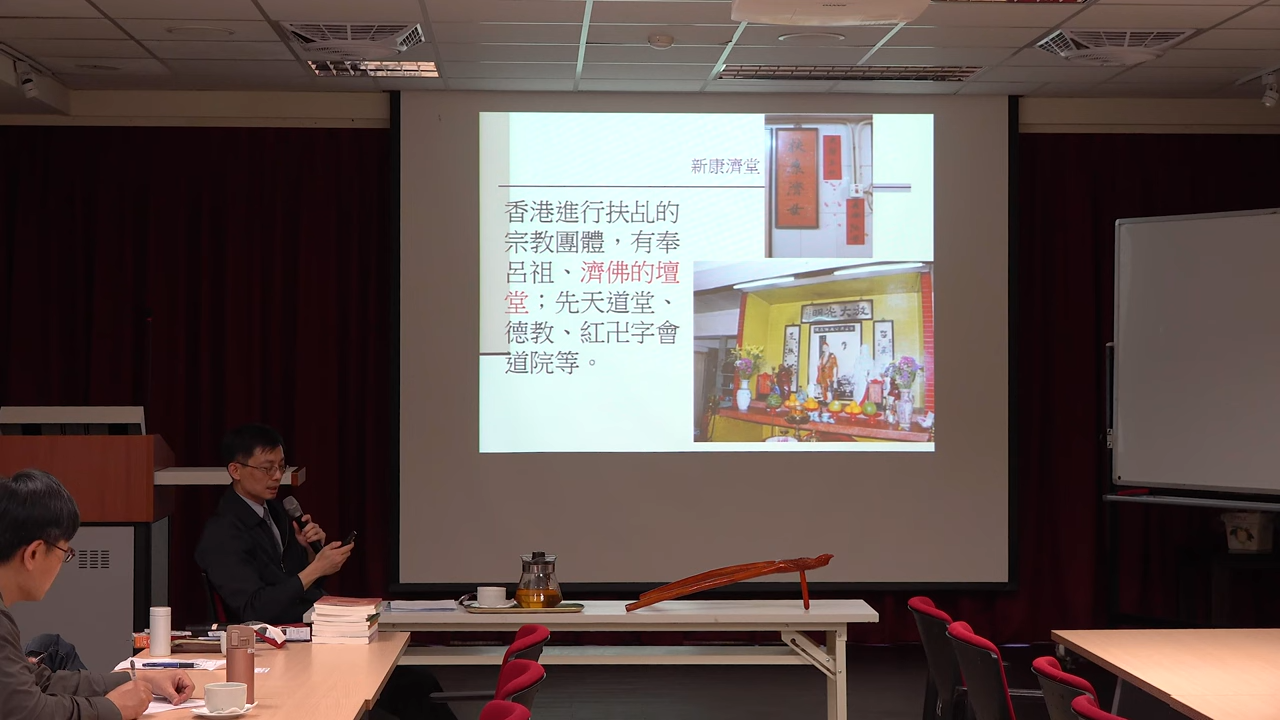 新康濟堂
香港進行扶乩的
宗教團體，有奉
呂祖、濟佛的壇
堂；先天道堂、
德教、紅卍字會
道院等。